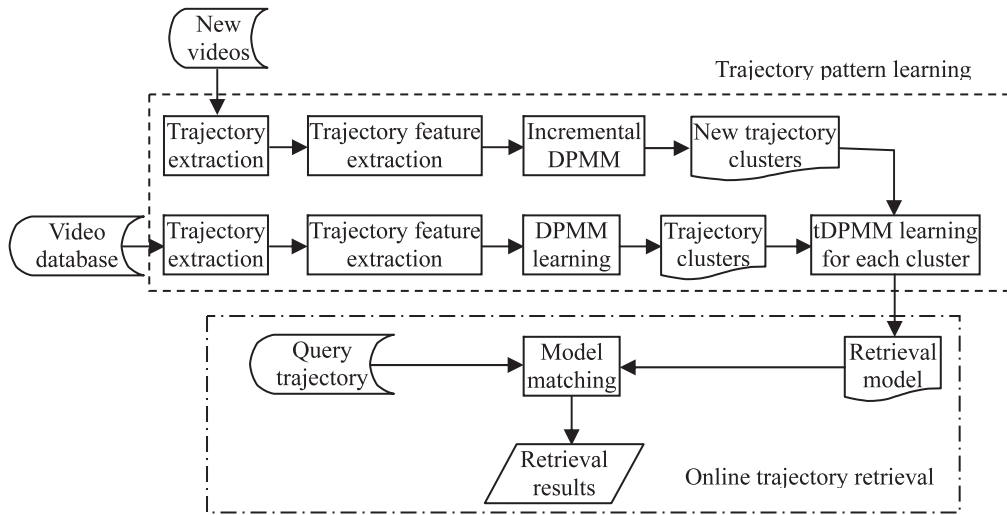 New
videos
Trajectory pattern learning
Trajectory
extraction
Trajectory feature
extraction
Incremental
DPMM
New trajectory
clusters
Video
database
Trajectory
extraction
Trajectory feature
extraction
DPMM
learning
Trajectory
clusters
tDPMM learning
for each cluster
Query
trajectory
Model
matching
Retrieval
model
Retrieval
results
Online trajectory retrieval